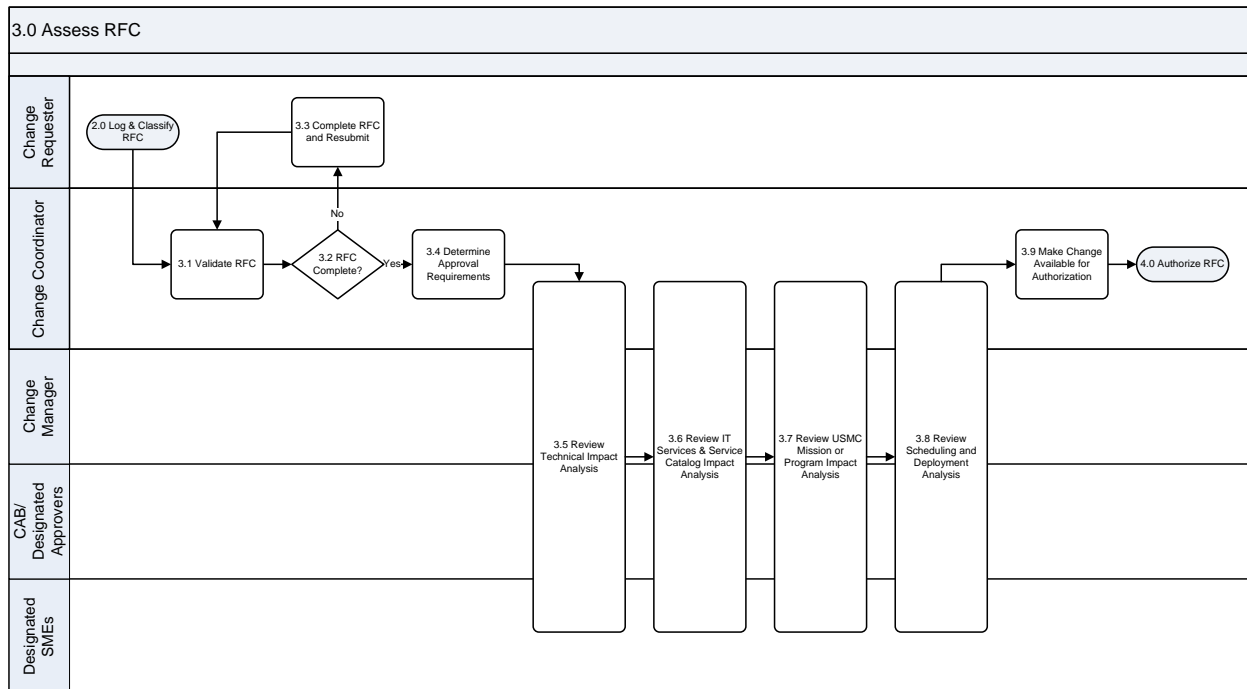 3.0 Assess RFC
Change
Requester
2.0 Log & Classify
RFC
3.3 Complete RFC
and Resubmit
No
Change Coordinator
3.1 Validate RFC
3.2 RFC
Complete?
Yes
3.4 Determine
Approval
Requirements
3.9 Make Change
Available for
Authorization
4.0 Authorize RFC
Change
Manager
3.5 Review
Technical Impact
Analysis
3.6 Review IT
Services & Service
Catalog Impact
Analysis
3.7 Review USMC
Mission or
Program Impact
Analysis
3.8 Review
Scheduling and
Deployment
Analysis
CAB/
Designated
Approvers
Designated
SMEs